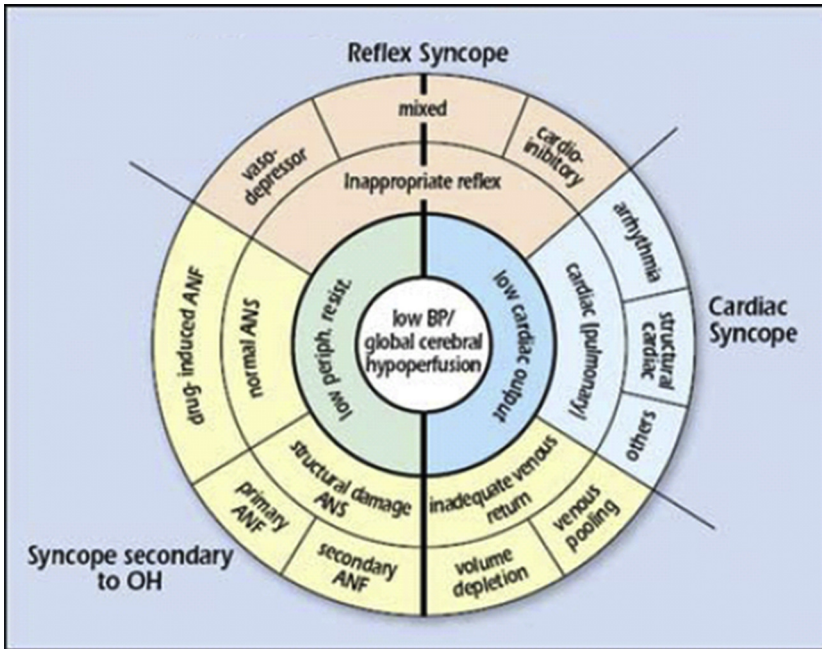 Reflex Syncope
mixed
vaso-
depressor
cardio-
inibitory
Inappropriate reflex
arrhythmia
structural
cardiac
others
cardiac (pulmonary)
Cardiac
Syncope
low periph. resist.
low cardiac output
low BP/
global cerebral
hypoperfusion
drug- induced ANF
normal ANS
structural damage
ANS
inadequate venous
return
venous
pooling
primary
ANF
secondary
ANF
volume
depletion
Syncope secondary
to OH